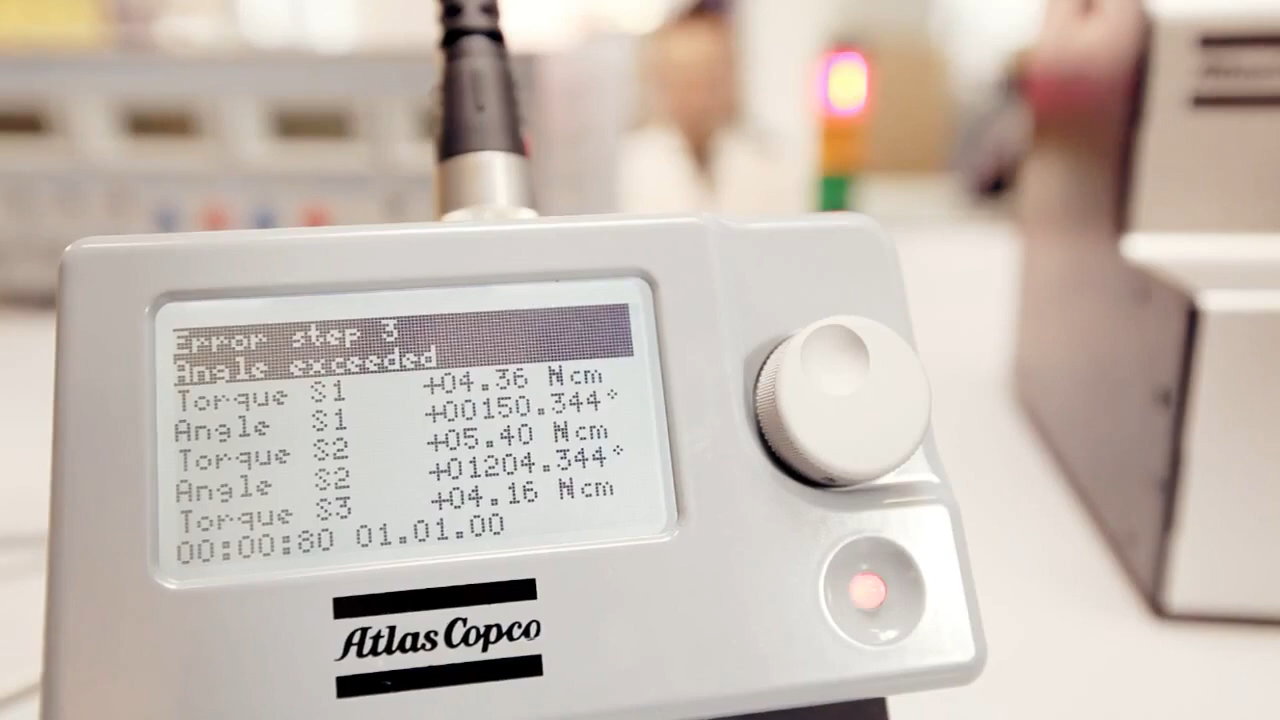 Error step 3
Angle exceeded
Torque S1 +04.36 Ncm
Angle S1 +00150.344°
Torque S2 +05.40 Ncm
Angle S2 +01204.344°
Torque S3 +04.16 Ncm
00:00:80 01.01.00
Atlas Copco